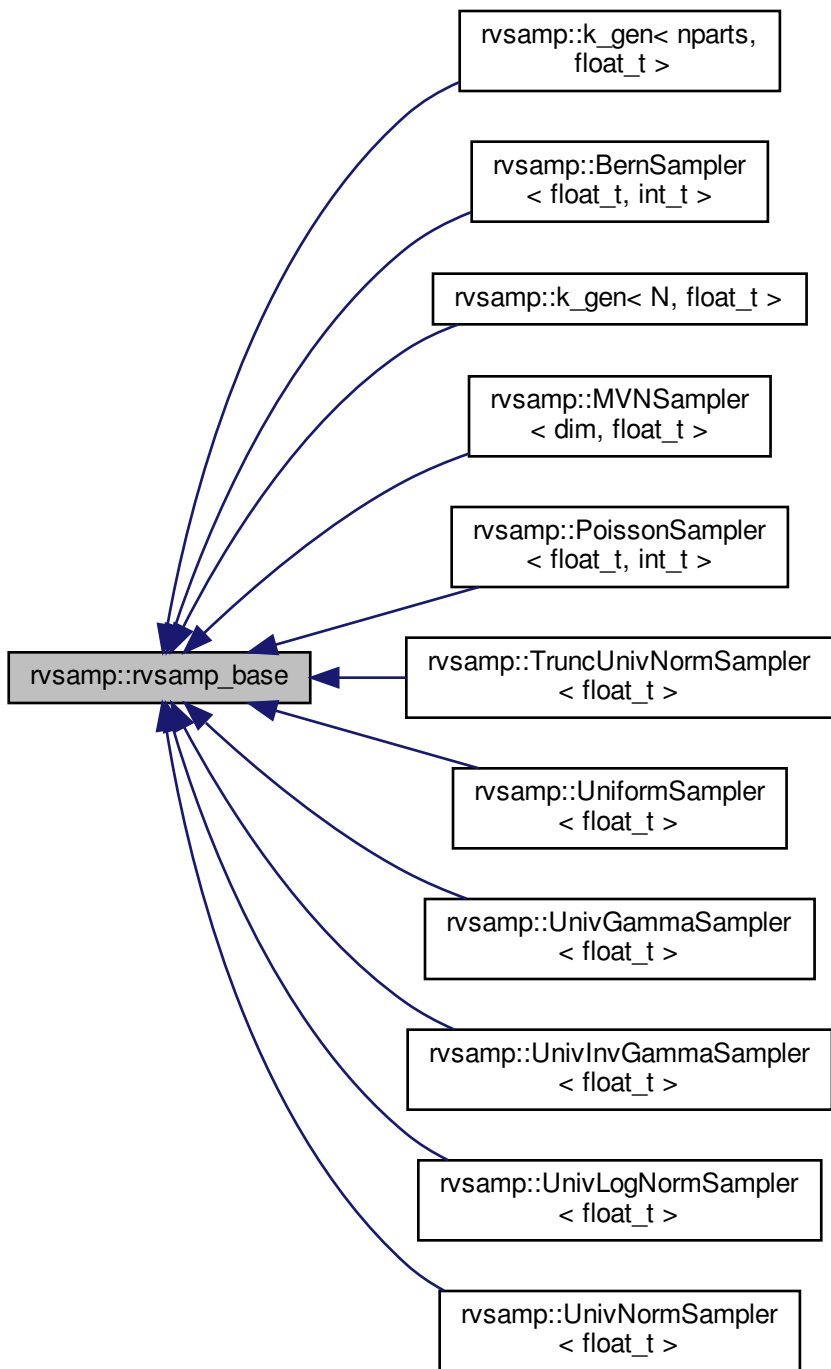 rvsamp::k_gen< nparts,
float_t >
rvsamp::BernSampler
< float_t, int_t >
rvsamp::k_gen< N, float_t >
rvsamp::MVNSampler
< dim, float_t >
rvsamp::PoissonSampler
< float_t, int_t >
rvsamp::rvsamp_base
rvsamp::TruncUnivNormSampler
< float_t >
rvsamp::UniformSampler
< float_t >
rvsamp::UnivGammaSampler
< float_t >
rvsamp::UnivInvGammaSampler
< float_t >
rvsamp::UnivLogNormSampler
< float_t >
rvsamp::UnivNormSampler
< float_t >